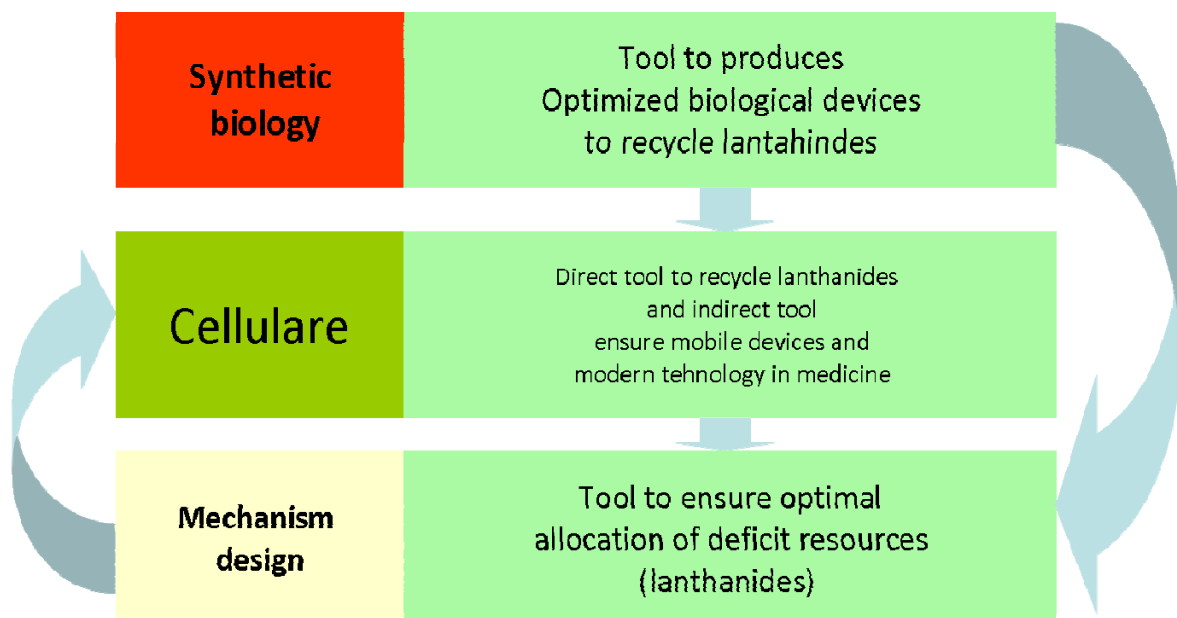 Synthetic
biology
Tool to produces
Optimized biological devices
to recycle lantahindes
Cellulare
Direct tool to recycle lanthanides
and indirect tool
ensure mobile devices and
modern tehnology in medicine
Mechanism
design
Tool to ensure optimal
allocation of deficit resources
(lanthanides)